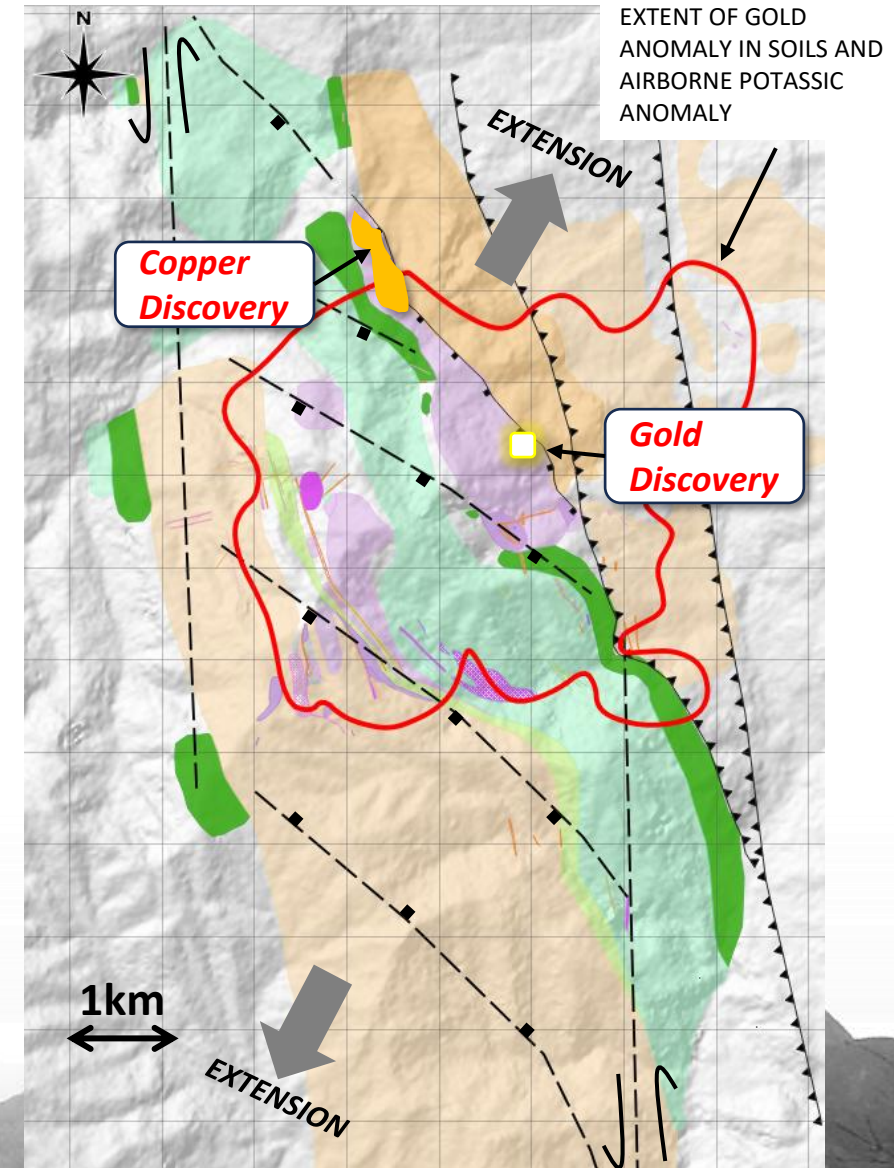 EXTENT OF GOLD
ANOMALY IN SOILS AND
AIRBORNE POTASSIC
ANOMALY
N
EXTENSION
Copper
Discovery
Gold
Discovery
1km
EXTENSION